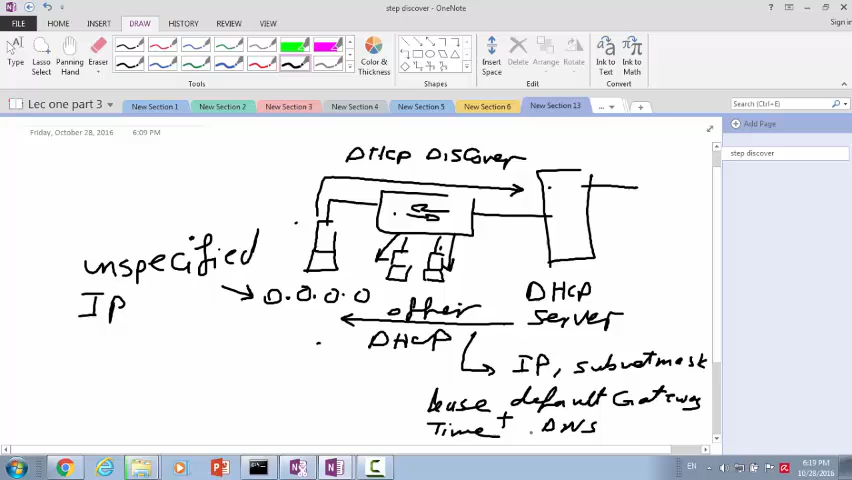 step discover - OneNote
FILE HOME INSERT DRAW HISTORY REVIEW VIEW
Sign in
Type
Lasso Select
Panning Hand
Eraser
Color & Thickness
Insert Space
Delete
Arrange
Rotate
Ink to Text
Ink to Math
Tools
Shapes
Edit
Convert
Lec one part 3
New Section 1
New Section 2
New Section 3
New Section 4
New Section 5
New Section 6
New Section 13
Search (Ctrl+E)
Friday, October 28, 2016 6:09 PM
Add Page
step discover
DHCP DISCover
unspecified
IP
0.0.0.0
offier
DHCP
DHCP
Server
IP, subnetmask
default Gateway
+ DNS
lease
Time
EN
6:19 PM
10/28/2016